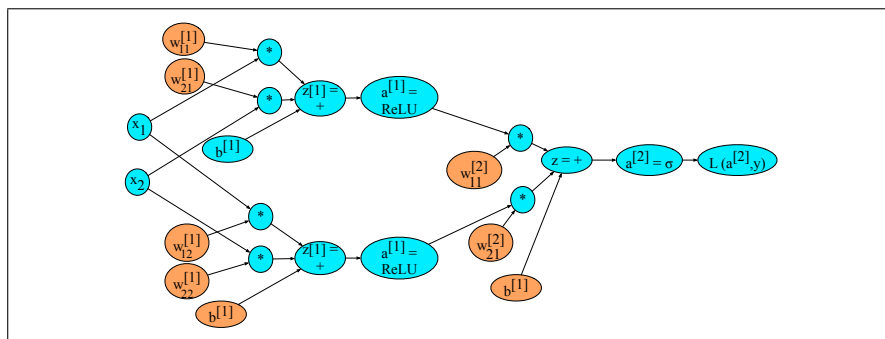 w[1]11
*
w[1]21
*
z[1] =
+
a[1] =
ReLU
x1
b[1]
*
w[2]11
z = +
a[2] = σ
L (a[2],y)
x2
*
*
w[1]12
w[2]21
*
z[1] =
+
a[1] =
ReLU
w[1]22
b[1]
b[1]